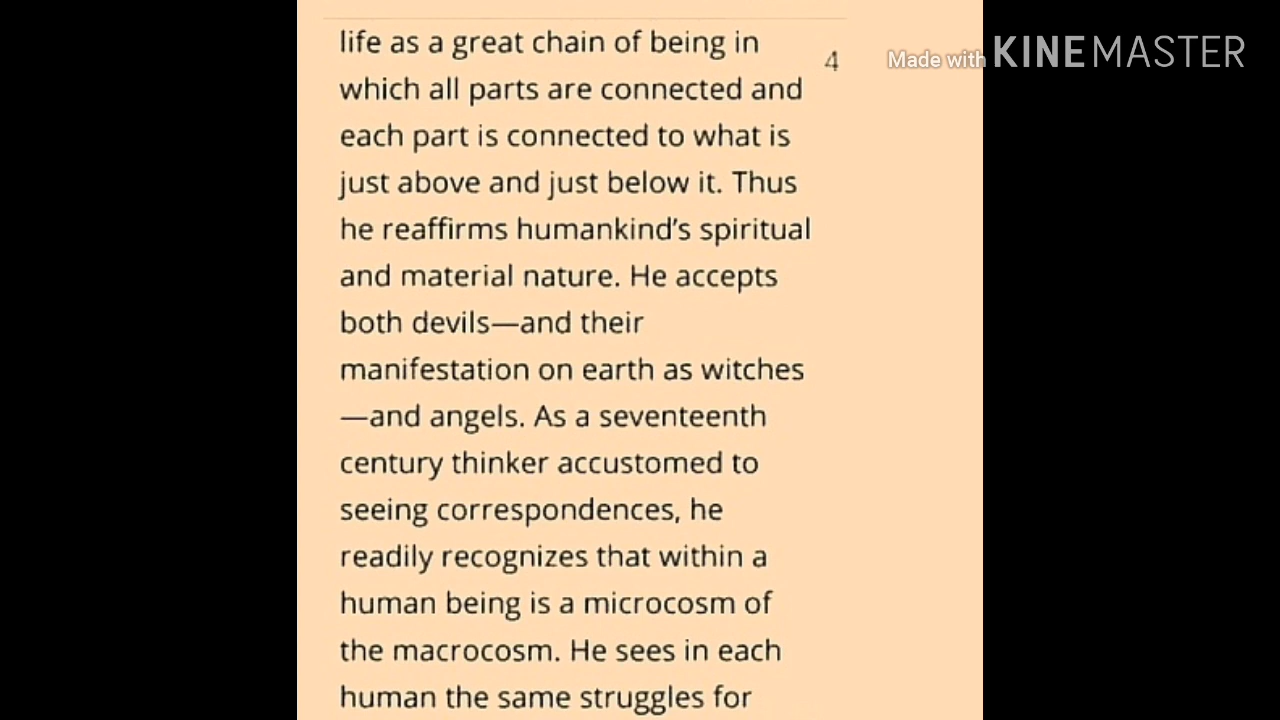 life as a great chain of being in
4
Made with KINEMASTER
which all parts are connected and
each part is connected to what is
just above and just below it. Thus
he reaffirms humankind’s spiritual
and material nature. He accepts
both devils—and their
manifestation on earth as witches
—and angels. As a seventeenth
century thinker accustomed to
seeing correspondences, he
readily recognizes that within a
human being is a microcosm of
the macrocosm. He sees in each
human the same struggles for